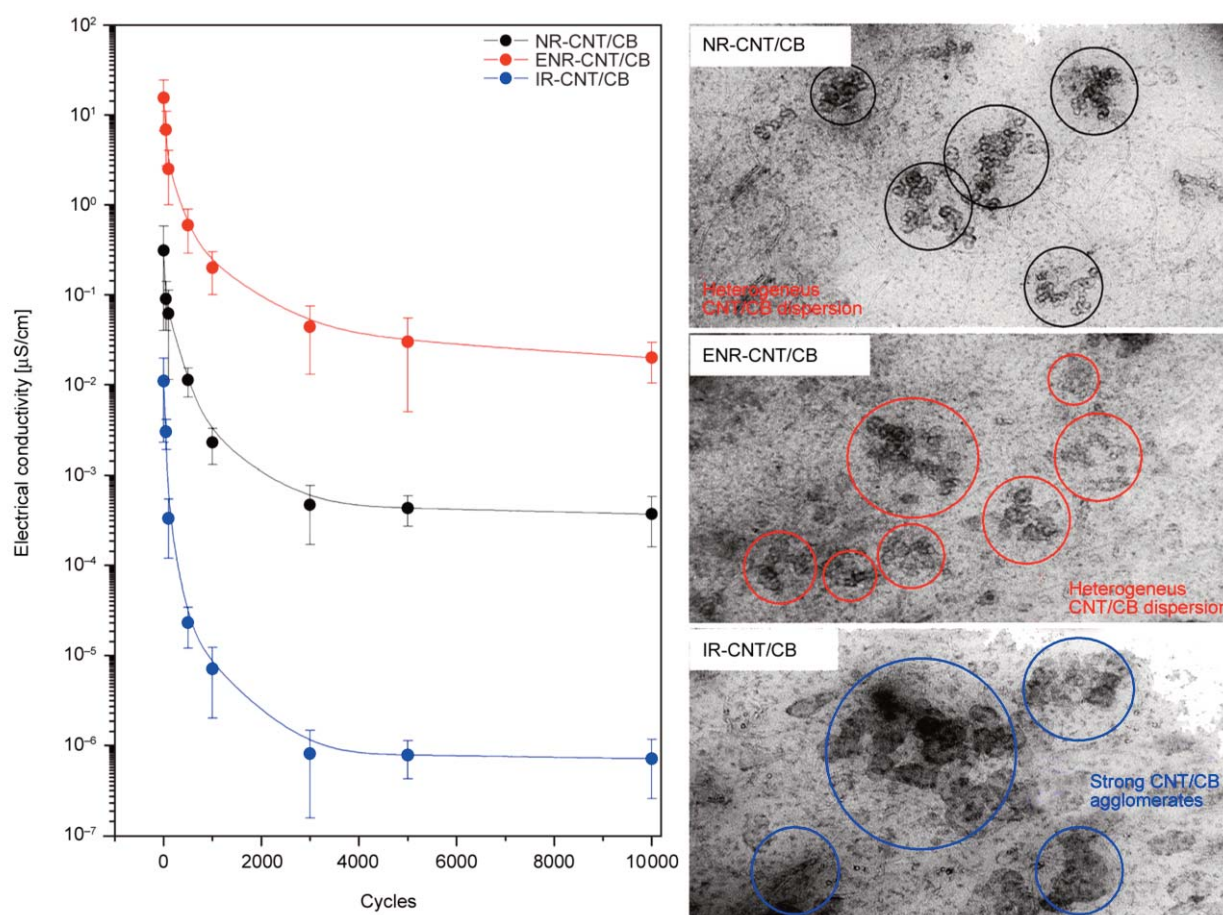 10²
10¹
10⁰
10⁻¹
10⁻²
10⁻³
10⁻⁴
10⁻⁵
10⁻⁶
10⁻⁷
Electrical conductivity [µS/cm]
0
2000
4000
6000
8000
10000
Cycles
NR-CNT/CB
ENR-CNT/CB
IR-CNT/CB
NR-CNT/CB
Heterogeneus
CNT/CB dispersion
ENR-CNT/CB
Heterogeneus
CNT/CB dispersion
IR-CNT/CB
Strong CNT/CB
agglomerates